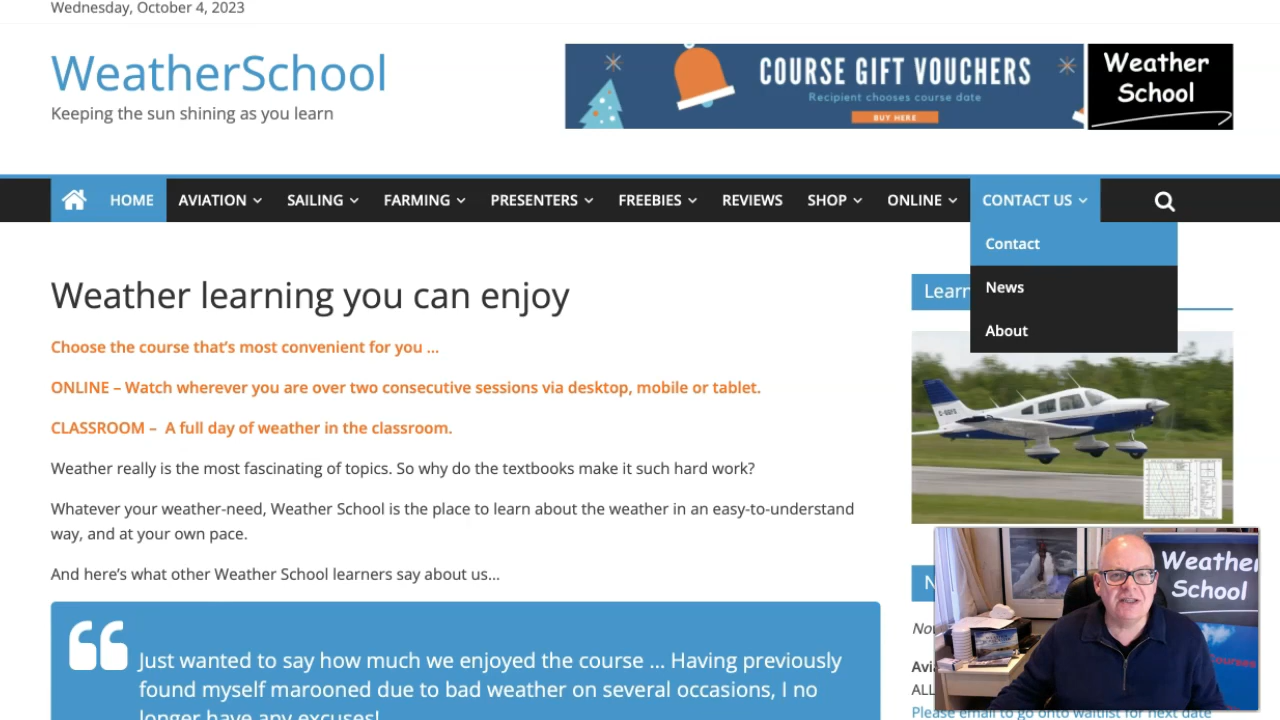 Wednesday, October 4, 2023
WeatherSchool
Keeping the sun shining as you learn
COURSE GIFT VOUCHERS
Recipient chooses course date
BUY HERE
Weather
School
HOME AVIATION SAILING FARMING PRESENTERS FREEBIES REVIEWS SHOP ONLINE CONTACT US
Contact
News
About
Weather learning you can enjoy
Choose the course that's most convenient for you ...
ONLINE – Watch wherever you are over two consecutive sessions via desktop, mobile or tablet.
CLASSROOM – A full day of weather in the classroom.
Weather really is the most fascinating of topics. So why do the textbooks make it such hard work?
Whatever your weather-need, Weather School is the place to learn about the weather in an easy-to-understand
way, and at your own pace.
And here's what other Weather School learners say about us...
Just wanted to say how much we enjoyed the course ... Having previously
found myself marooned due to bad weather on several occasions, I no
longer have any excuses!
Learn
N
Nov
Avia
ALL
Please email to go onto waitlist for next date
Weather
School